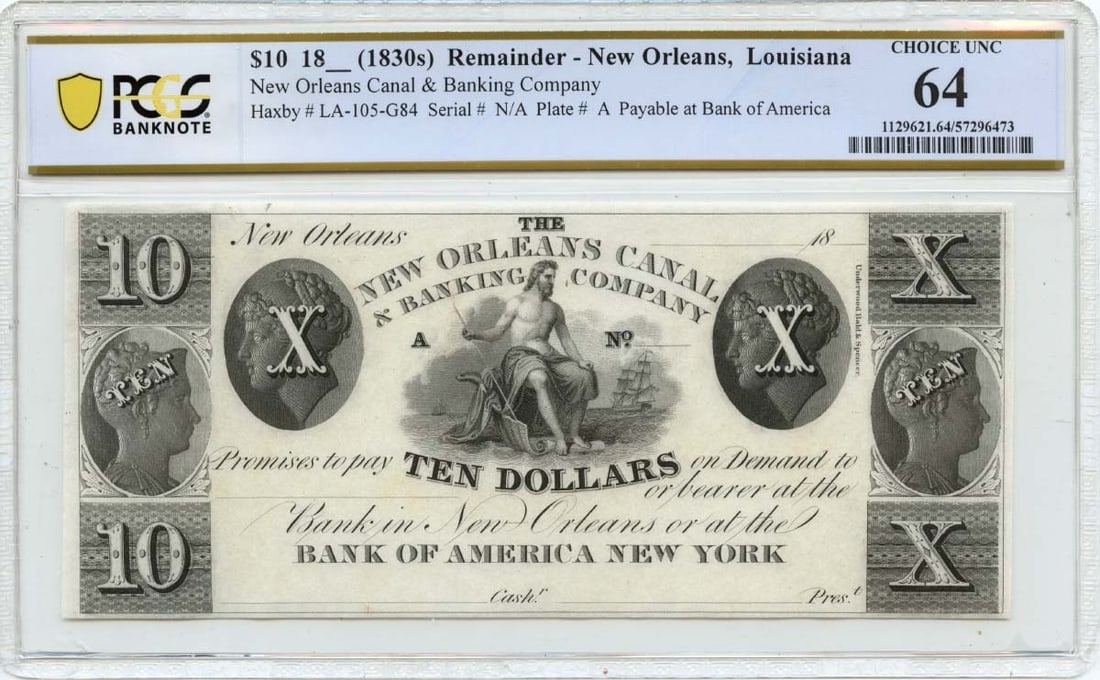 $10 18__ (1830s) Remainder - New Orleans, Louisiana
New Orleans Canal & Banking Company
Haxby # LA-105-G84 Serial # N/A Plate # A Payable at Bank of America
PCGS
BANKNOTE
CHOICE UNC
64
1129621.64/57296473
10
New Orleans
18
X
THE
NEW ORLEANS CANAL
& BANKING COMPANY
X
X
A
No
Underwood Bald & Spencer.
TEN
TEN
Promises to pay TEN DOLLARS on Demand to
or bearer at the
Bank in New Orleans or at the
BANK OF AMERICA NEW YORK
10
X
Cash.r
Pres.t